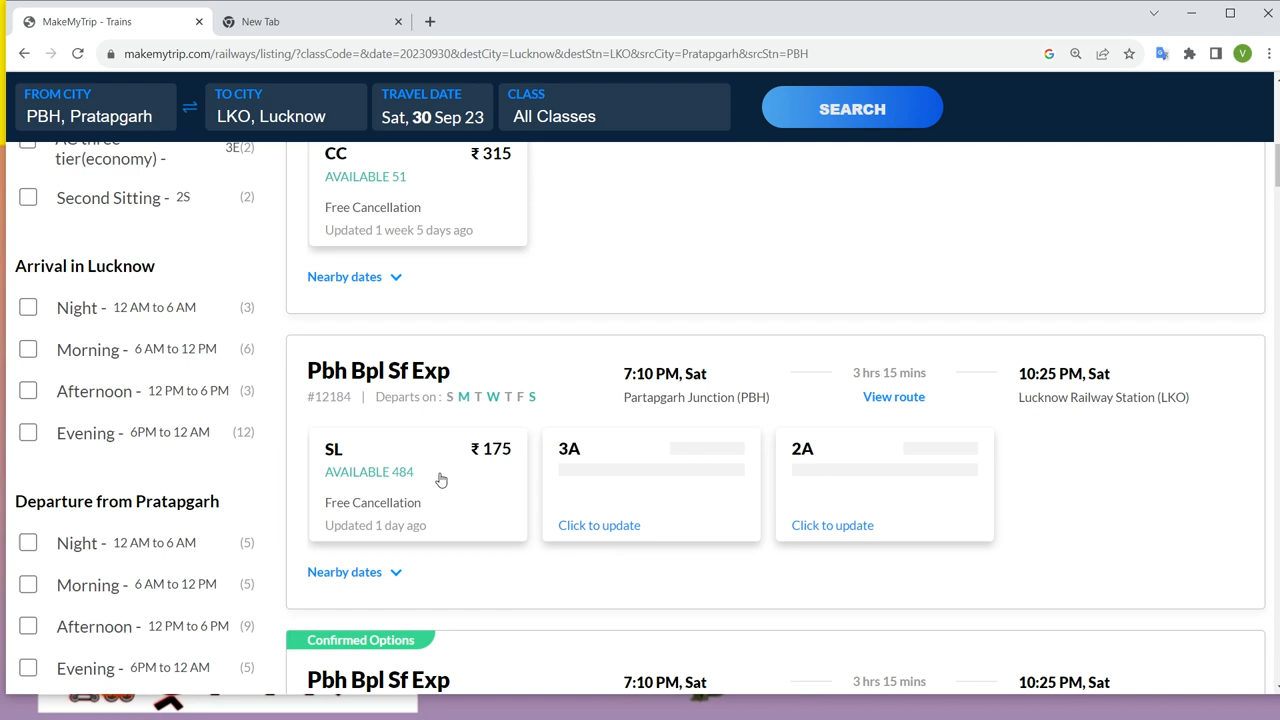 MakeMyTrip - Trains
New Tab
makemytrip.com/railways/listing/?classCode=&date=20230930&destCity=Lucknow&destStn=LKO&srcCity=Pratapgarh&srcStn=PBH
V
FROM CITY
PBH, Pratapgarh
TO CITY
LKO, Lucknow
TRAVEL DATE
Sat, 30 Sep 23
CLASS
All Classes
SEARCH
AC three
tier(economy) -
3E(2)
Second Sitting - 2S (2)
Arrival in Lucknow
Night - 12 AM to 6 AM (3)
Morning - 6 AM to 12 PM (6)
Afternoon - 12 PM to 6 PM (3)
Evening - 6PM to 12 AM (12)
Departure from Pratapgarh
Night - 12 AM to 6 AM (5)
Morning - 6 AM to 12 PM (5)
Afternoon - 12 PM to 6 PM (9)
Evening - 6PM to 12 AM (5)
CC ₹ 315
AVAILABLE 51
Free Cancellation
Updated 1 week 5 days ago
Nearby dates
Pbh Bpl Sf Exp
#12184 | Departs on : S M T W T F S
7:10 PM, Sat
Partapgarh Junction (PBH)
3 hrs 15 mins
View route
10:25 PM, Sat
Lucknow Railway Station (LKO)
SL ₹ 175
AVAILABLE 484
Free Cancellation
Updated 1 day ago
3A
Click to update
2A
Click to update
Nearby dates
Confirmed Options
Pbh Bpl Sf Exp
7:10 PM, Sat
3 hrs 15 mins
10:25 PM, Sat